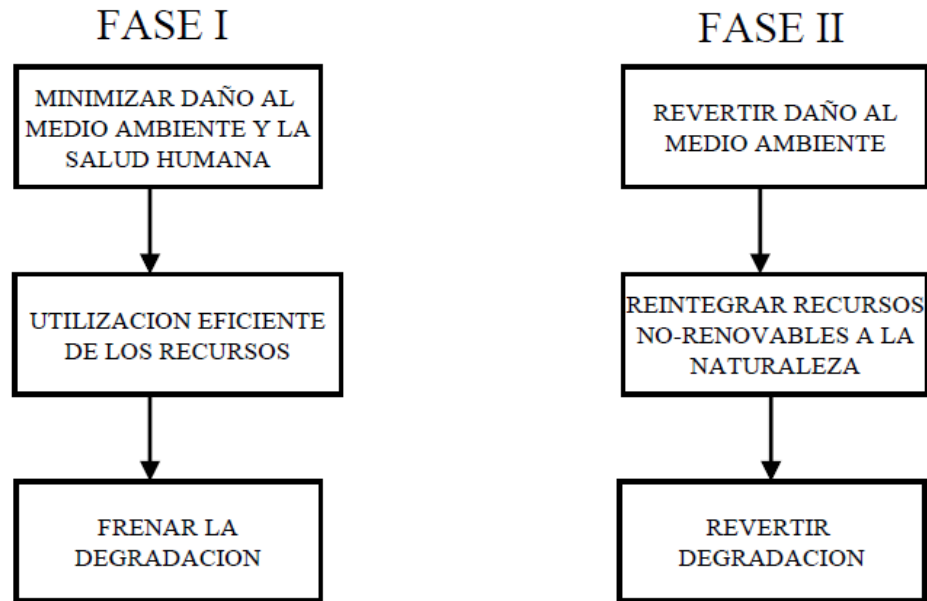 FASE I
MINIMIZAR DAÑO AL
MEDIO AMBIENTE Y LA
SALUD HUMANA
UTILIZACION EFICIENTE
DE LOS RECURSOS
FRENAR LA
DEGRADACION
FASE II
REVERTIR DAÑO AL
MEDIO AMBIENTE
REINTEGRAR RECURSOS
NO-RENOVABLES A LA
NATURALEZA
REVERTIR
DEGRADACION